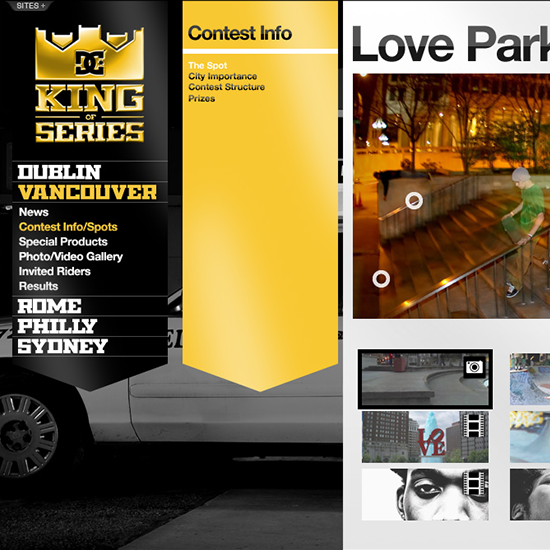 SITES +
DC
KING
OF
SERIES
DUBLIN
VANCOUVER
News
Contest Info/Spots
Special Products
Photo/Video Gallery
Invited Riders
Results
ROME
PHILLY
SYDNEY
Contest Info
The Spot
City Importance
Contest Structure
Prizes
Love Park
LOVE